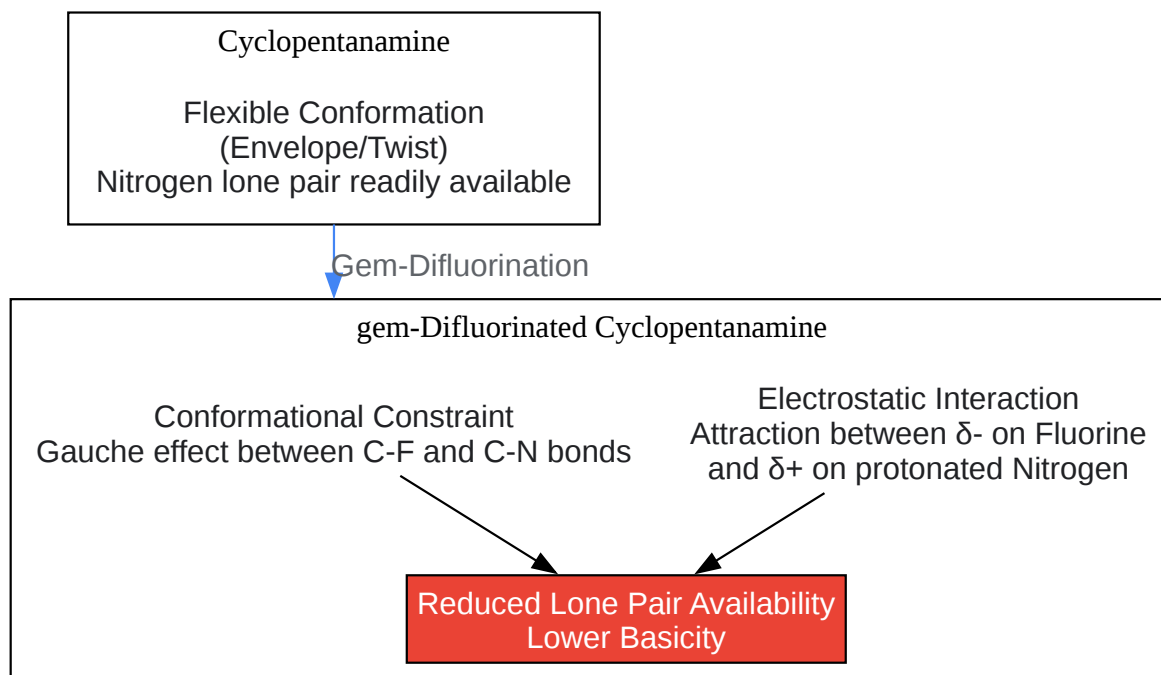 Cyclopentanamine
Flexible Conformation
(Envelope/Twist)
Nitrogen lone pair readily available
Gem-Difluorination
gem-Difluorinated Cyclopentanamine
Conformational Constraint
Gauche effect between C-F and C-N bonds
Electrostatic Interaction
Attraction between δ- on Fluorine
and δ+ on protonated Nitrogen
Reduced Lone Pair Availability
Lower Basicity